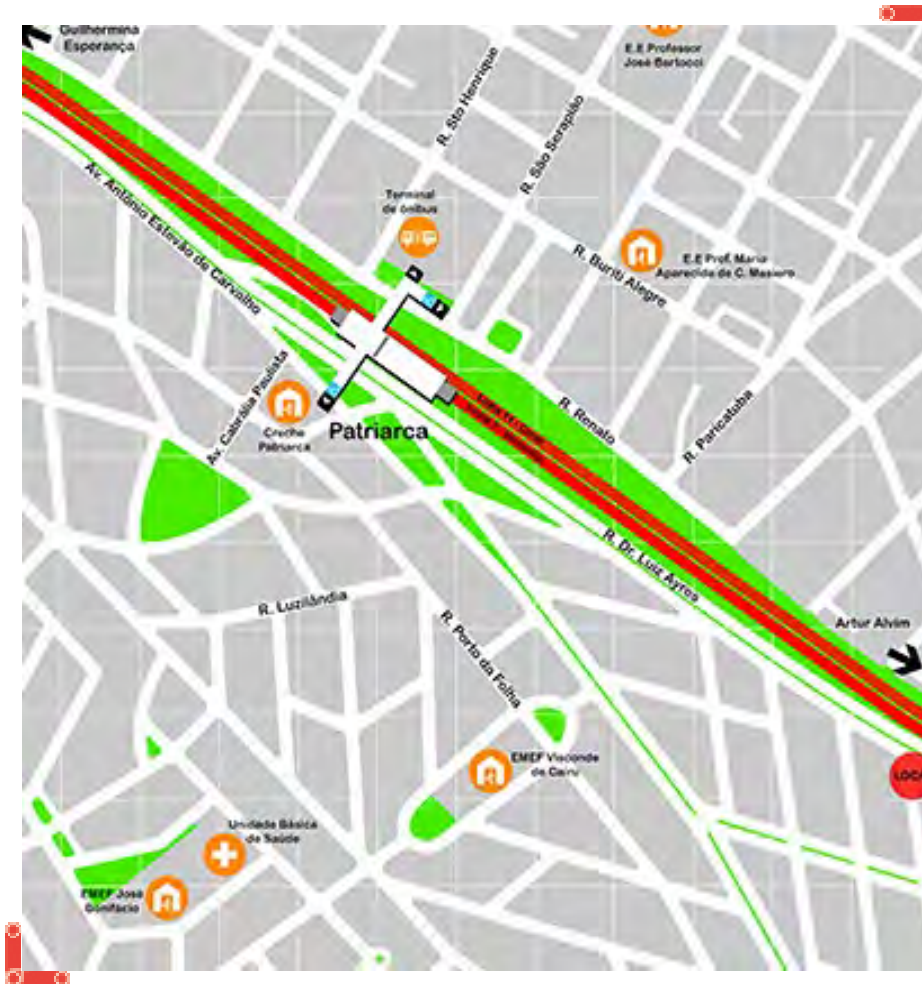 Guilhermina
Esperança
E.E Professor
José Bartocci
R. Sto Henrique
R. São Serapião
Av. Antônio Estevão de Carvalho
Terminal
de ônibus
R. Buriti Alegre
E.E Prof. Maria
Aparecida de C. Masiero
Av. Cabrália Paulista
Creche
Patriarca
Patriarca
R. Renato
R. Paricatuba
R. Dr. Luiz Ayres
R. Luzilândia
R. Porto da Folha
Artur Alvim
EMEF Visconde
de Cairu
LOCA
Unidade Básica
de Saúde
EMEF José
Bonifácio